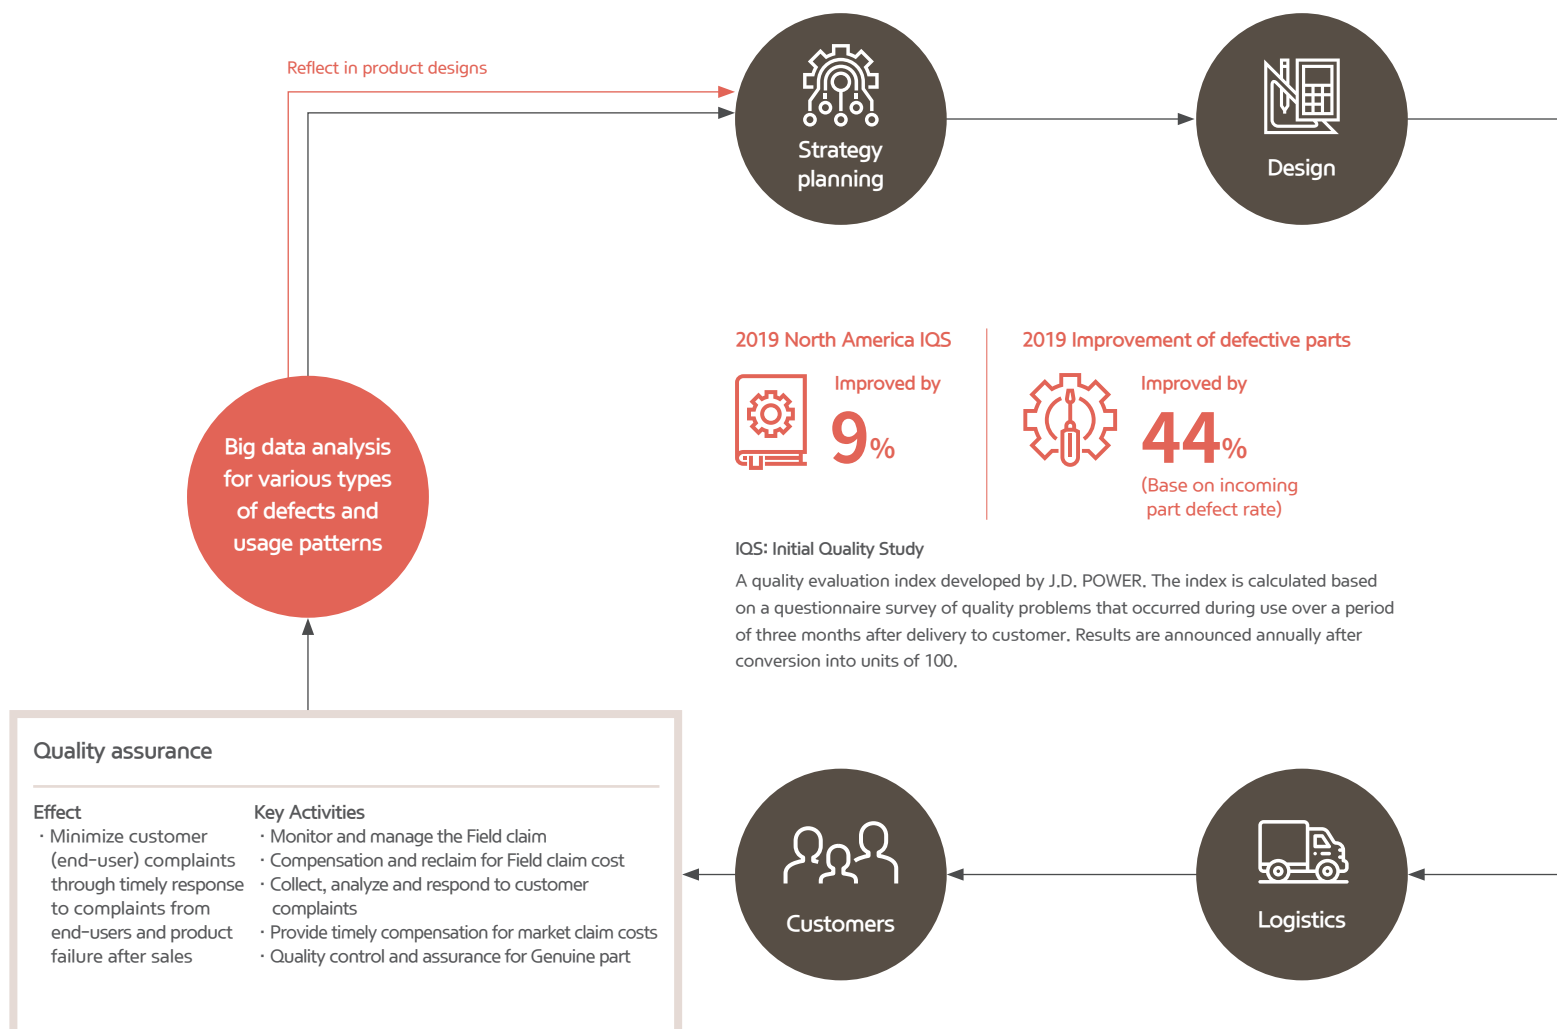 Reflect in product designs
Strategy
planning
Design
2019 North America IQS
Improved by
9%
2019 Improvement of defective parts
Improved by
44%
(Base on incoming
part defect rate)
Big data analysis
for various types
of defects and
usage patterns
IQS: Initial Quality Study
A quality evaluation index developed by J.D. POWER. The index is calculated based
on a questionnaire survey of quality problems that occurred during use over a period
of three months after delivery to customer. Results are announced annually after
conversion into units of 100.
Quality assurance
Effect
· Minimize customer
(end-user) complaints
through timely response
to complaints from
end-users and product
failure after sales
Key Activities
· Monitor and manage the Field claim
· Compensation and reclaim for Field claim cost
· Collect, analyze and respond to customer
complaints
· Provide timely compensation for market claim costs
· Quality control and assurance for Genuine part
Customers
Logistics